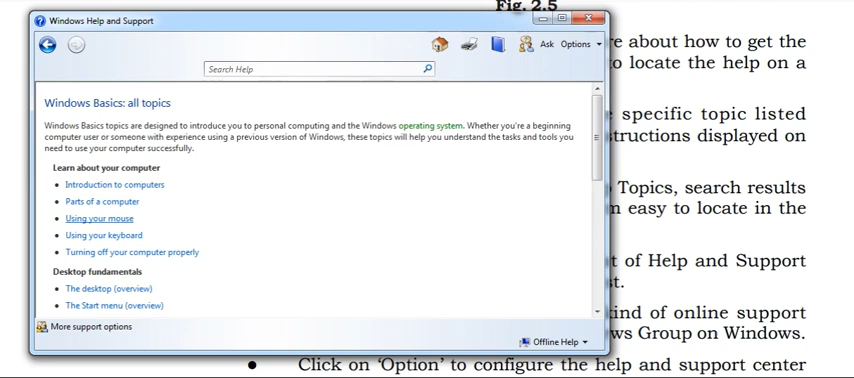 Fig. 2.5
Windows Help and Support
Ask Options
re about how to get the
Search Help
to locate the help on a
Windows Basics: all topics
specific topic listed
Windows Basics topics are designed to introduce you to personal computing and the Windows operating system. Whether you're a beginning
computer user or someone with experience using a previous version of Windows, these topics will help you understand the tasks and tools you
tructions displayed on
need to use your computer successfully.
Learn about your computer
Introduction to computers
Topics, search results
Parts of a computer
m easy to locate in the
Using your mouse
Using your keyboard
Turning off your computer properly
t of Help and Support
Desktop fundamentals
st.
The desktop (overview)
The Start menu (overview)
kind of online support
More support options
ws Group on Windows.
Offline Help
● Click on ‘Option’ to configure the help and support center